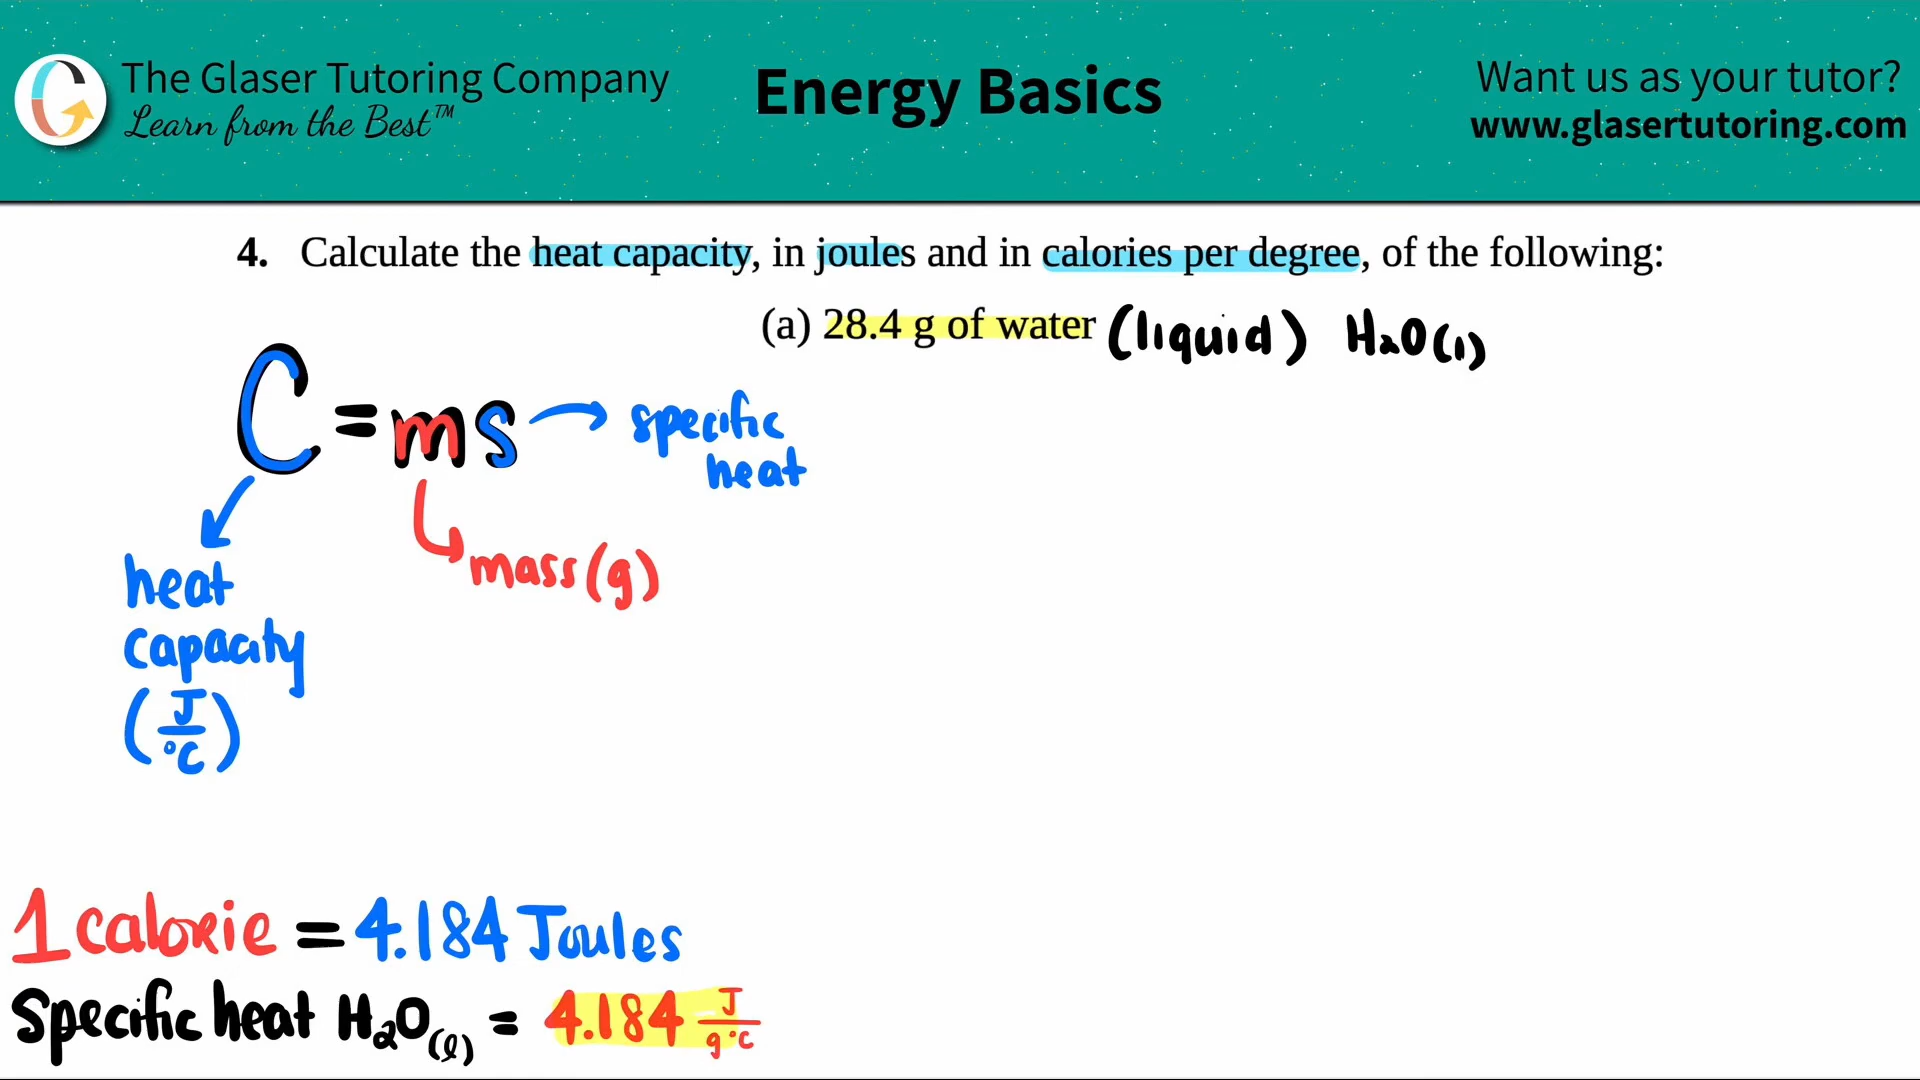 The Glaser Tutoring Company
Learn from the Best™
Energy Basics
Want us as your tutor?
www.glasertutoring.com
4. Calculate the heat capacity, in joules and in calories per degree, of the following:
(a) 28.4 g of water (liquid) H₂O(l)
C = ms → specific
heat
mass (g)
heat
capacity
(J/°C)
1 calorie = 4.184 Joules
Specific heat H₂O(l) = 4.184 J/g°C